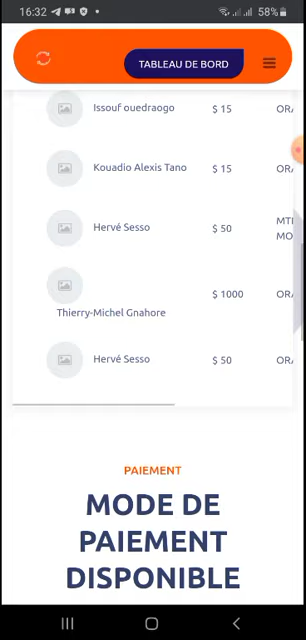 16:32
58%
TABLEAU DE BORD
Issouf ouedraogo $ 15 ORA
Kouadio Alexis Tano $ 15 ORA
Hervé Sesso $ 50 MTN
MO
Thierry-Michel Gnahore $ 1000 ORA
Hervé Sesso $ 50 ORA
PAIEMENT
MODE DE
PAIEMENT
DISPONIBLE